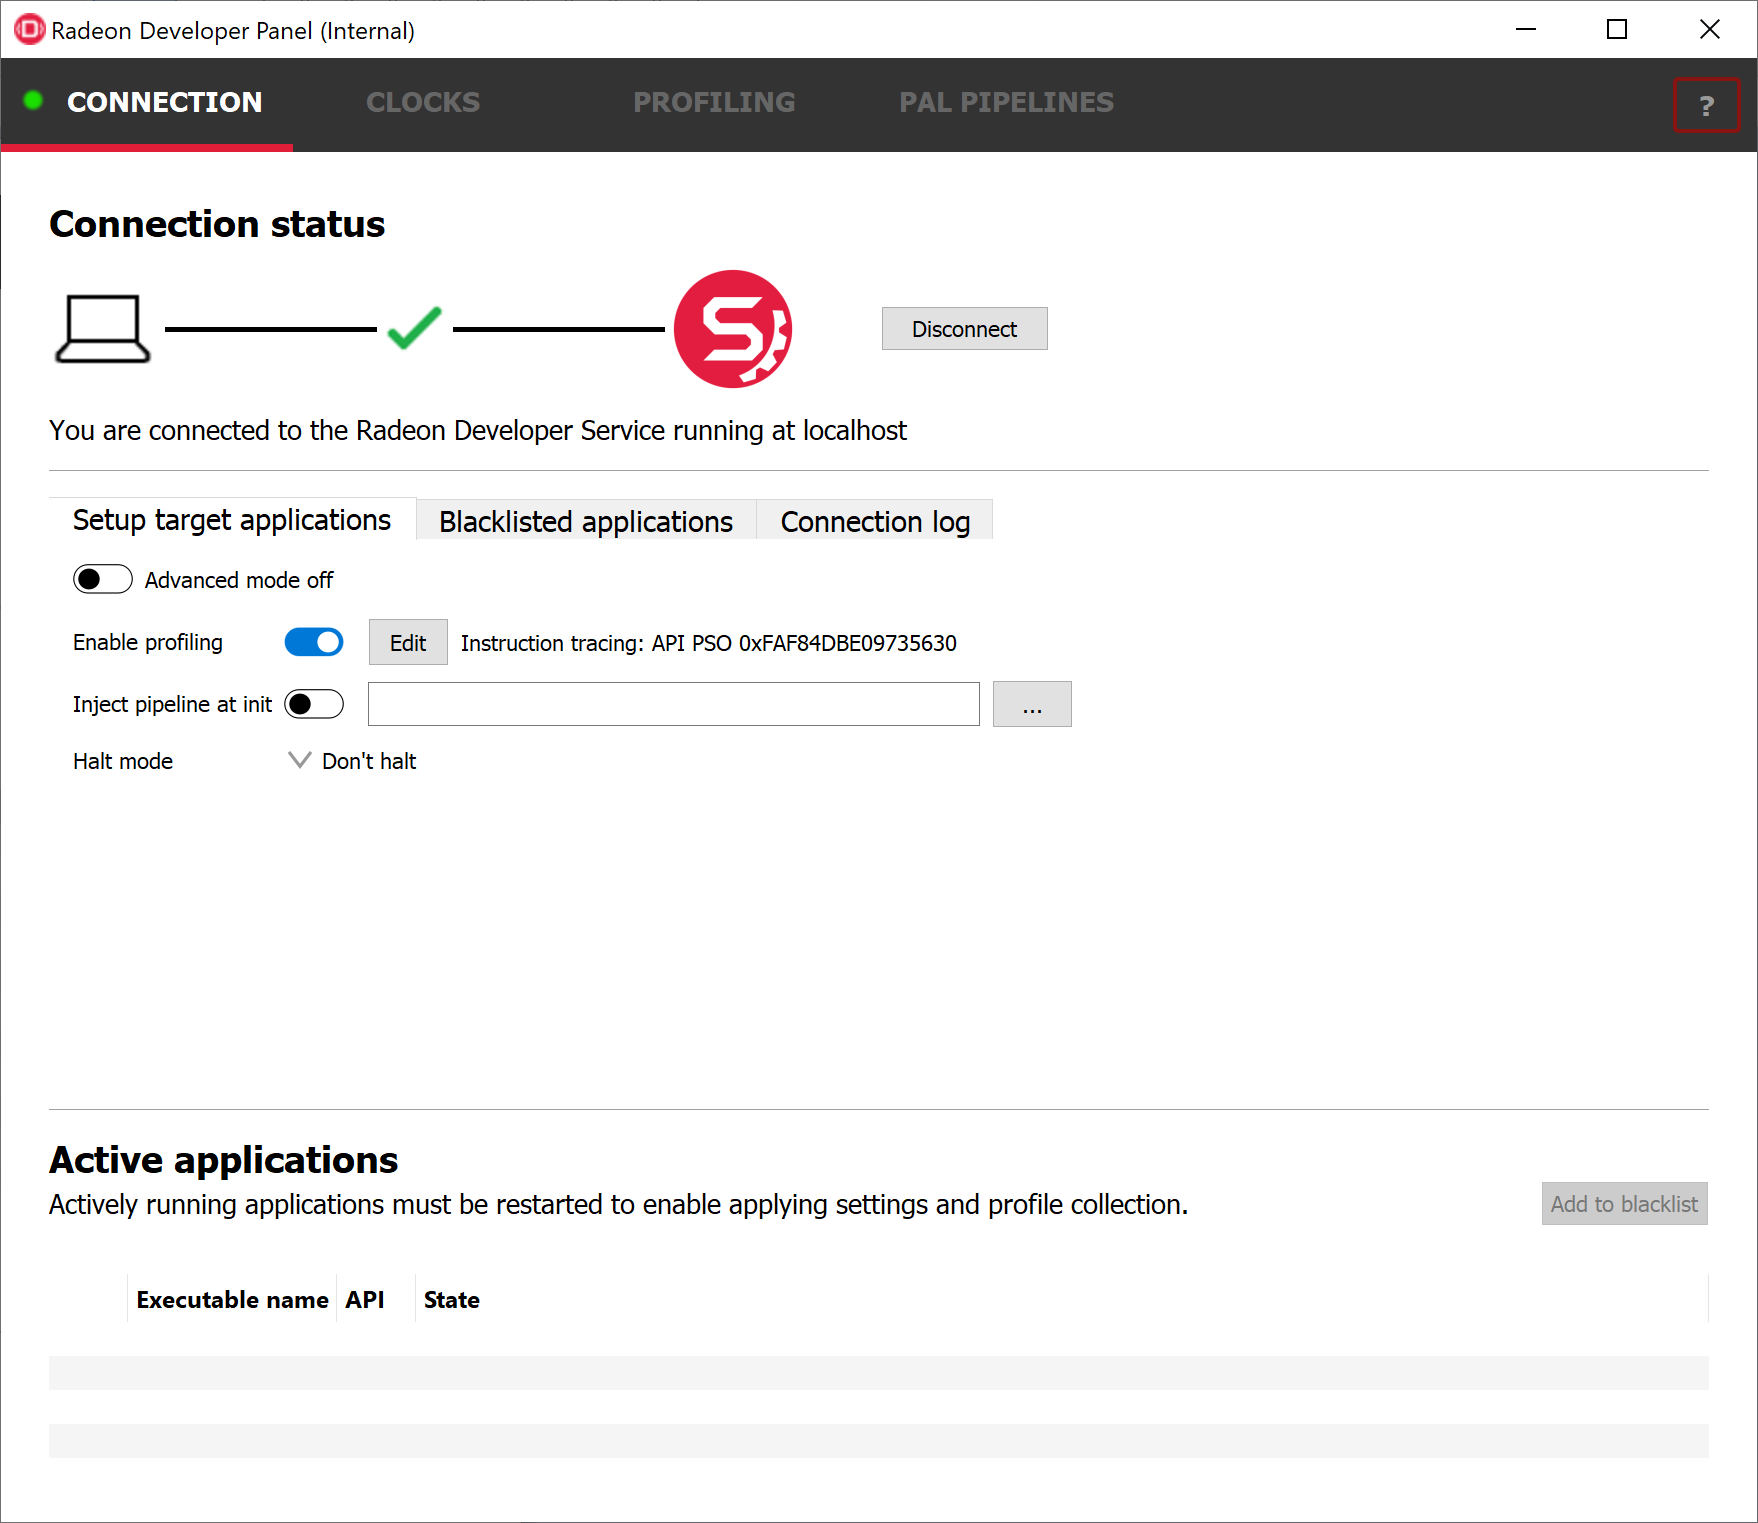 Radeon Developer Panel (Internal)
CONNECTION CLOCKS PROFILING PAL PIPELINES ?
Connection status
Disconnect
You are connected to the Radeon Developer Service running at localhost
Setup target applications Blacklisted applications Connection log
Advanced mode off
Enable profiling Edit Instruction tracing: API PSO 0xFAF84DBE09735630
Inject pipeline at init ...
Halt mode Don't halt
Active applications
Actively running applications must be restarted to enable applying settings and profile collection. Add to blacklist
Executable name API State